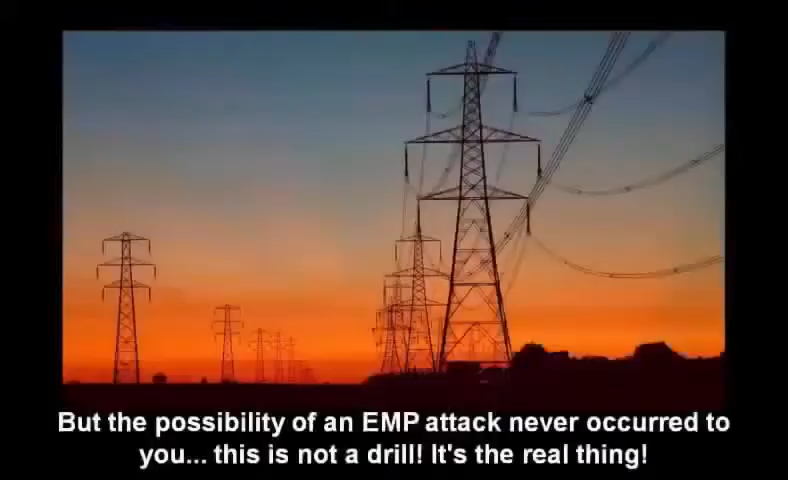 But the possibility of an EMP attack never occurred to
you... this is not a drill! It's the real thing!